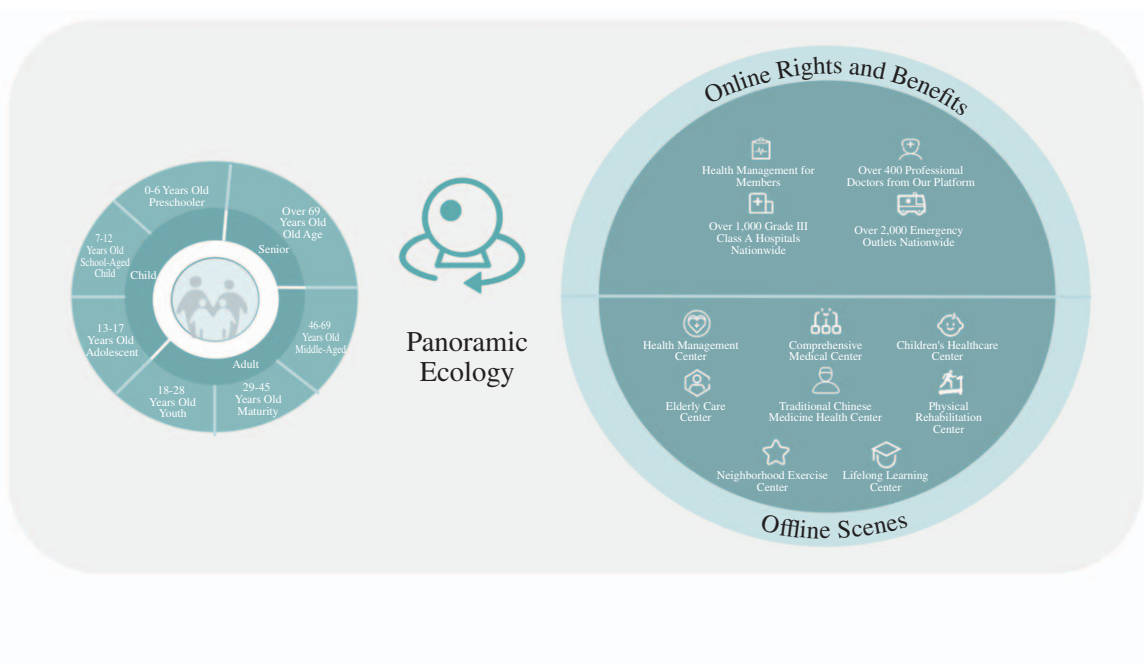 0-6 Years Old
Preschooler
Over 69
Years Old
Old Age
Senior
7-12
Years Old
School-Aged
Child
Child
13-17
Years Old
Adolescent
46-69
Years Old
Middle-Aged
Adult
18-28
Years Old
Youth
29-45
Years Old
Maturity
Panoramic
Ecology
Online Rights and Benefits
Health Management for
Members
Over 400 Professional
Doctors from Our Platform
Over 1,000 Grade III
Class A Hospitals
Nationwide
Over 2,000 Emergency
Outlets Nationwide
Health Management
Center
Comprehensive
Medical Center
Children's Healthcare
Center
Elderly Care
Center
Traditional Chinese
Medicine Health Center
Physical
Rehabilitation
Center
Neighborhood Exercise
Center
Lifelong Learning
Center
Offline Scenes